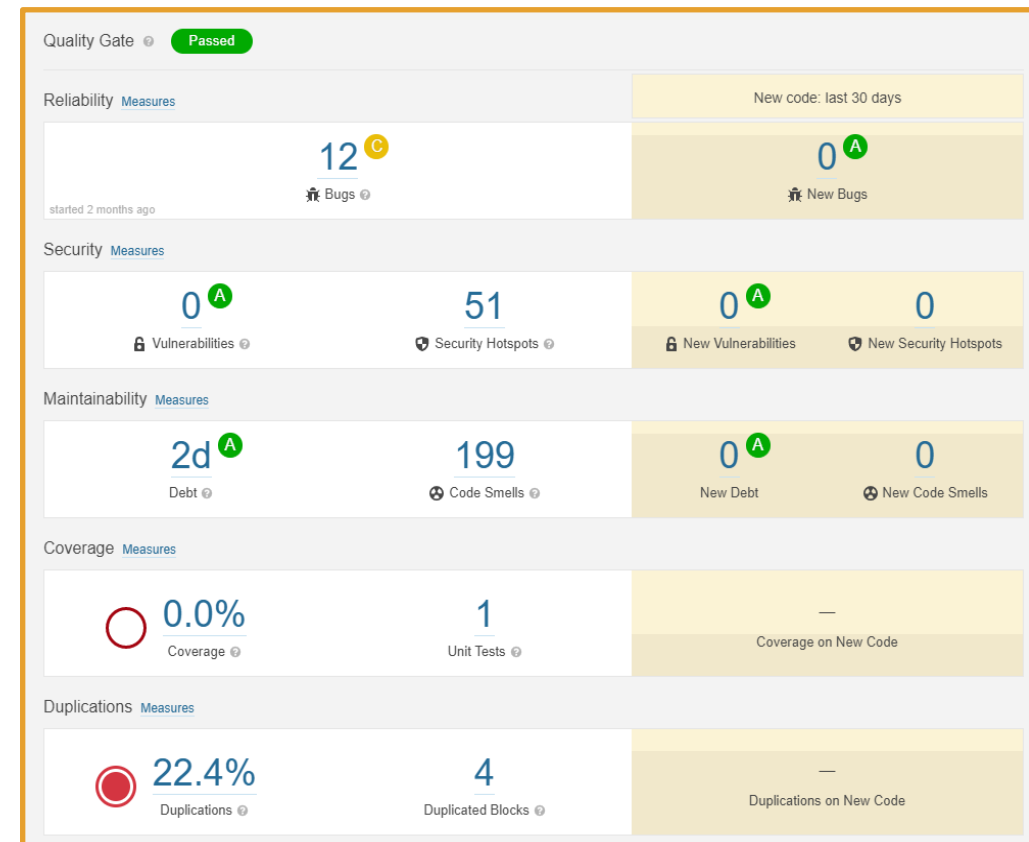 Quality Gate Passed
Reliability Measures
New code: last 30 days
12 C
Bugs
started 2 months ago
0 A
New Bugs
Security Measures
0 A
Vulnerabilities
51
Security Hotspots
0 A
New Vulnerabilities
0
New Security Hotspots
Maintainability Measures
2d A
Debt
199
Code Smells
0 A
New Debt
0
New Code Smells
Coverage Measures
0.0%
Coverage
1
Unit Tests
—
Coverage on New Code
Duplications Measures
22.4%
Duplications
4
Duplicated Blocks
—
Duplications on New Code